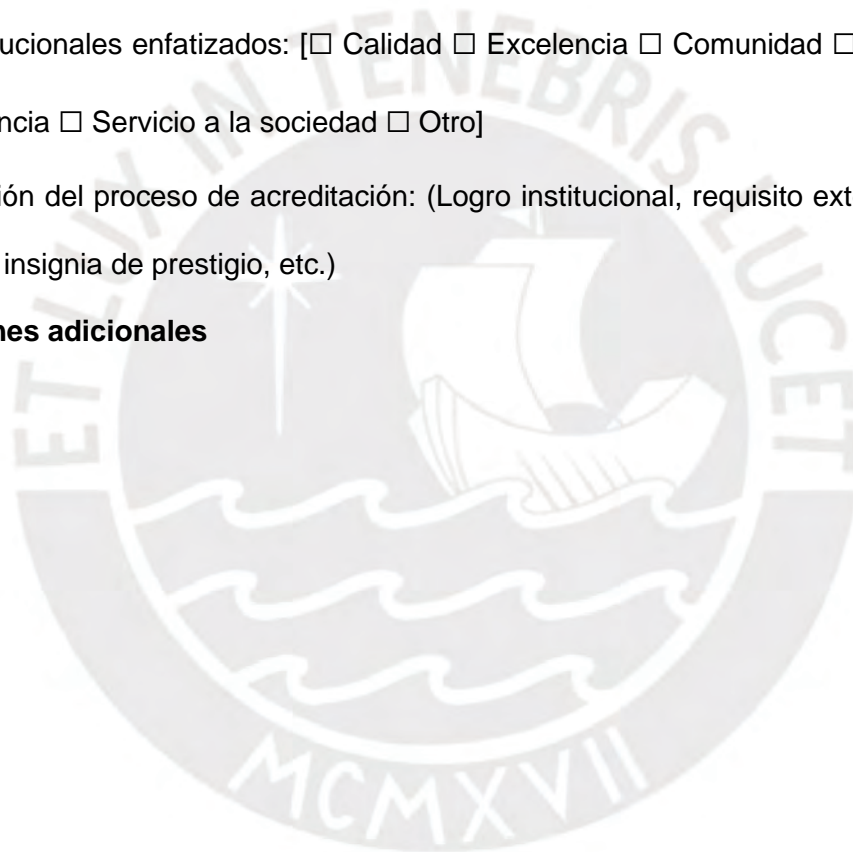 ucionales enfatizados: [☐ Calidad ☐ Excelencia ☐ Comunidad ☐
ncia ☐ Servicio a la sociedad ☐ Otro]
ión del proceso de acreditación: (Logro institucional, requisito ext
insignia de prestigio, etc.)
nes adicionales
ET LUX IN TENEBRIS LUCET
MCMXVII